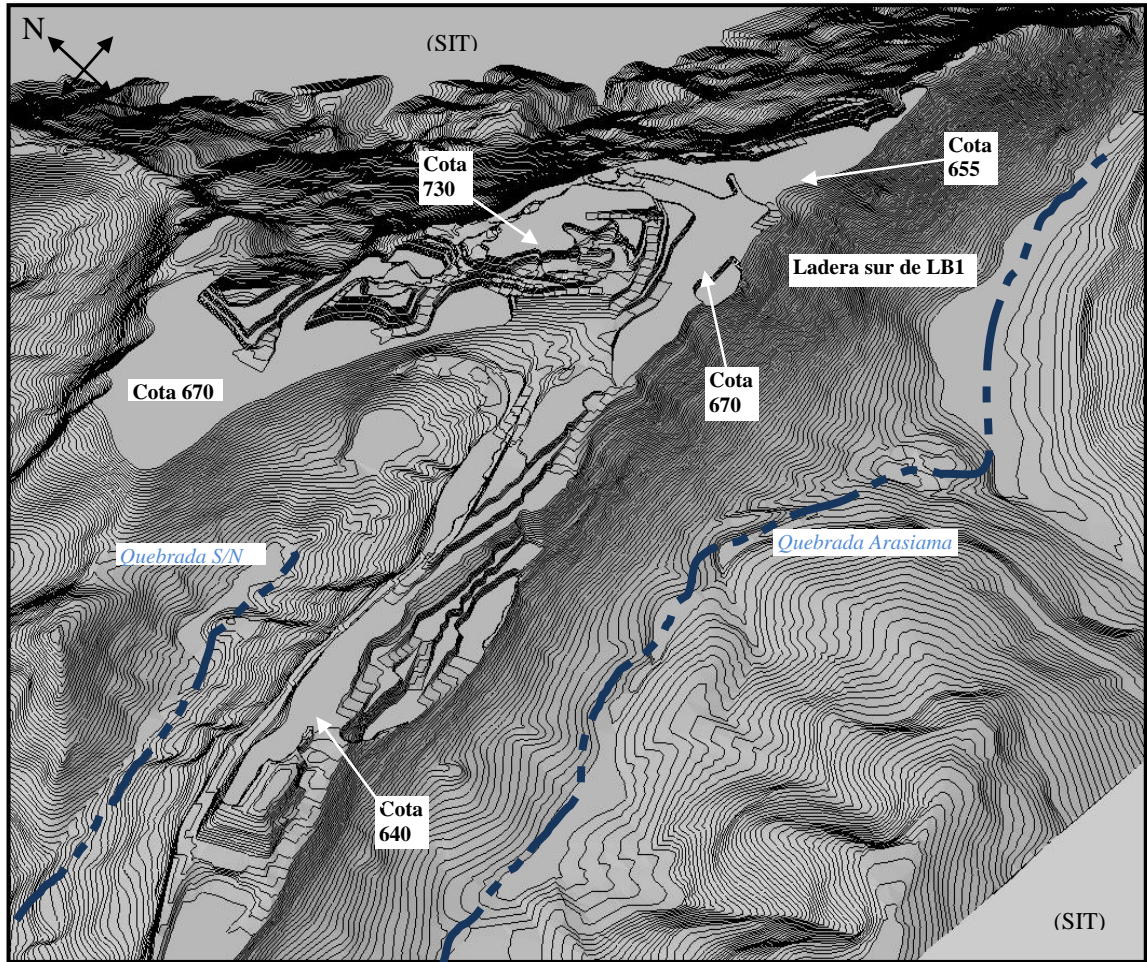 N
(SIT)
Cota
730
Cota
655
Ladera sur de LB1
Cota
670
Cota 670
Quebrada S/N
Quebrada Arasiama
Cota
640
(SIT)